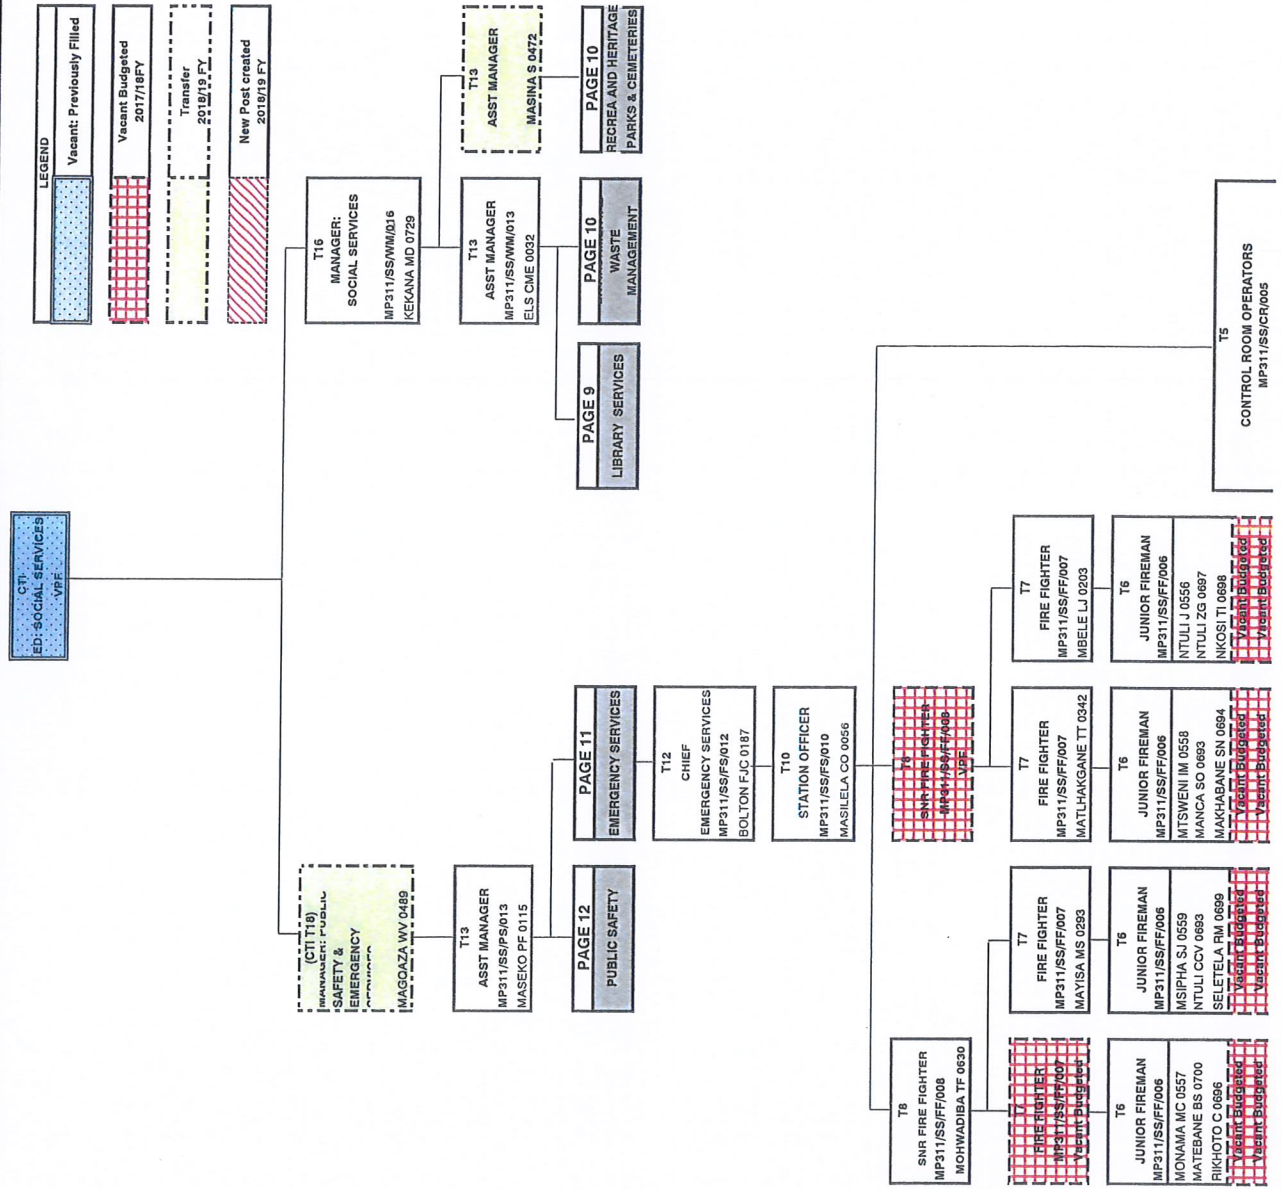 LEGEND
Vacant: Previously Filled
Vacant Budgeted
2017/18FY
Transfer
2018/19 FY
New Post created
2018/19 FY
CTI
ED: SOCIAL SERVICES
VPF
T16
MANAGER:
SOCIAL SERVICES
MP311/SS/WM/016
KEKANA MD 0729
T13
ASST MANAGER
MASINA S 0472
T13
ASST MANAGER
MP311/SS/WM/013
ELS CME 0032
PAGE 10
RECREA AND HERITAGE
PARKS & CEMETERIES
PAGE 10
WASTE
MANAGEMENT
PAGE 9
LIBRARY SERVICES
(CTI T18)
MANAGER: PUBLIC
SAFETY &
EMERGENCY
MAGOAZA WV 0489
T13
ASST MANAGER
MP311/SS/PS/013
MASEKO PF 0115
PAGE 11
EMERGENCY SERVICES
PAGE 12
PUBLIC SAFETY
T12
CHIEF
EMERGENCY SERVICES
MP311/SS/FS/012
BOLTON FJC 0187
T10
STATION OFFICER
MP311/SS/FS/010
MASILELA CO 0056
T8
SNR FIRE FIGHTER
MP311/SS/FF/008
MOHWADIBA TF 0630
T8
SNR FIRE FIGHTER
MP311/SS/FF/008
VPF
T7
FIRE FIGHTER
MP311/SS/FF/007
Vacant Budgeted
T7
FIRE FIGHTER
MP311/SS/FF/007
MAYISA MS 0293
T7
FIRE FIGHTER
MP311/SS/FF/007
MATLHAKGANE TT 0342
T7
FIRE FIGHTER
MP311/SS/FF/007
MBELE LJ 0203
T6
JUNIOR FIREMAN
MP311/SS/FF/006
MONAMA MC 0557
MATEBANE BS 0700
RIKHOTO C 0696
Vacant Budgeted
Vacant Budgeted
T6
JUNIOR FIREMAN
MP311/SS/FF/006
MSIPHA SJ 0559
NTULI CCV 0693
SELETELA RM 0699
Vacant Budgeted
Vacant Budgeted
T6
JUNIOR FIREMAN
MP311/SS/FF/006
MTSWENI IM 0558
MANCA SO 0693
MAKHABANE SN 0694
Vacant Budgeted
Vacant Budgeted
T6
JUNIOR FIREMAN
MP311/SS/FF/006
NTULI J 0556
NTULI ZG 0697
NKOSI TI 0698
Vacant Budgeted
Vacant Budgeted
T5
CONTROL ROOM OPERATORS
MP311/SS/CR/005